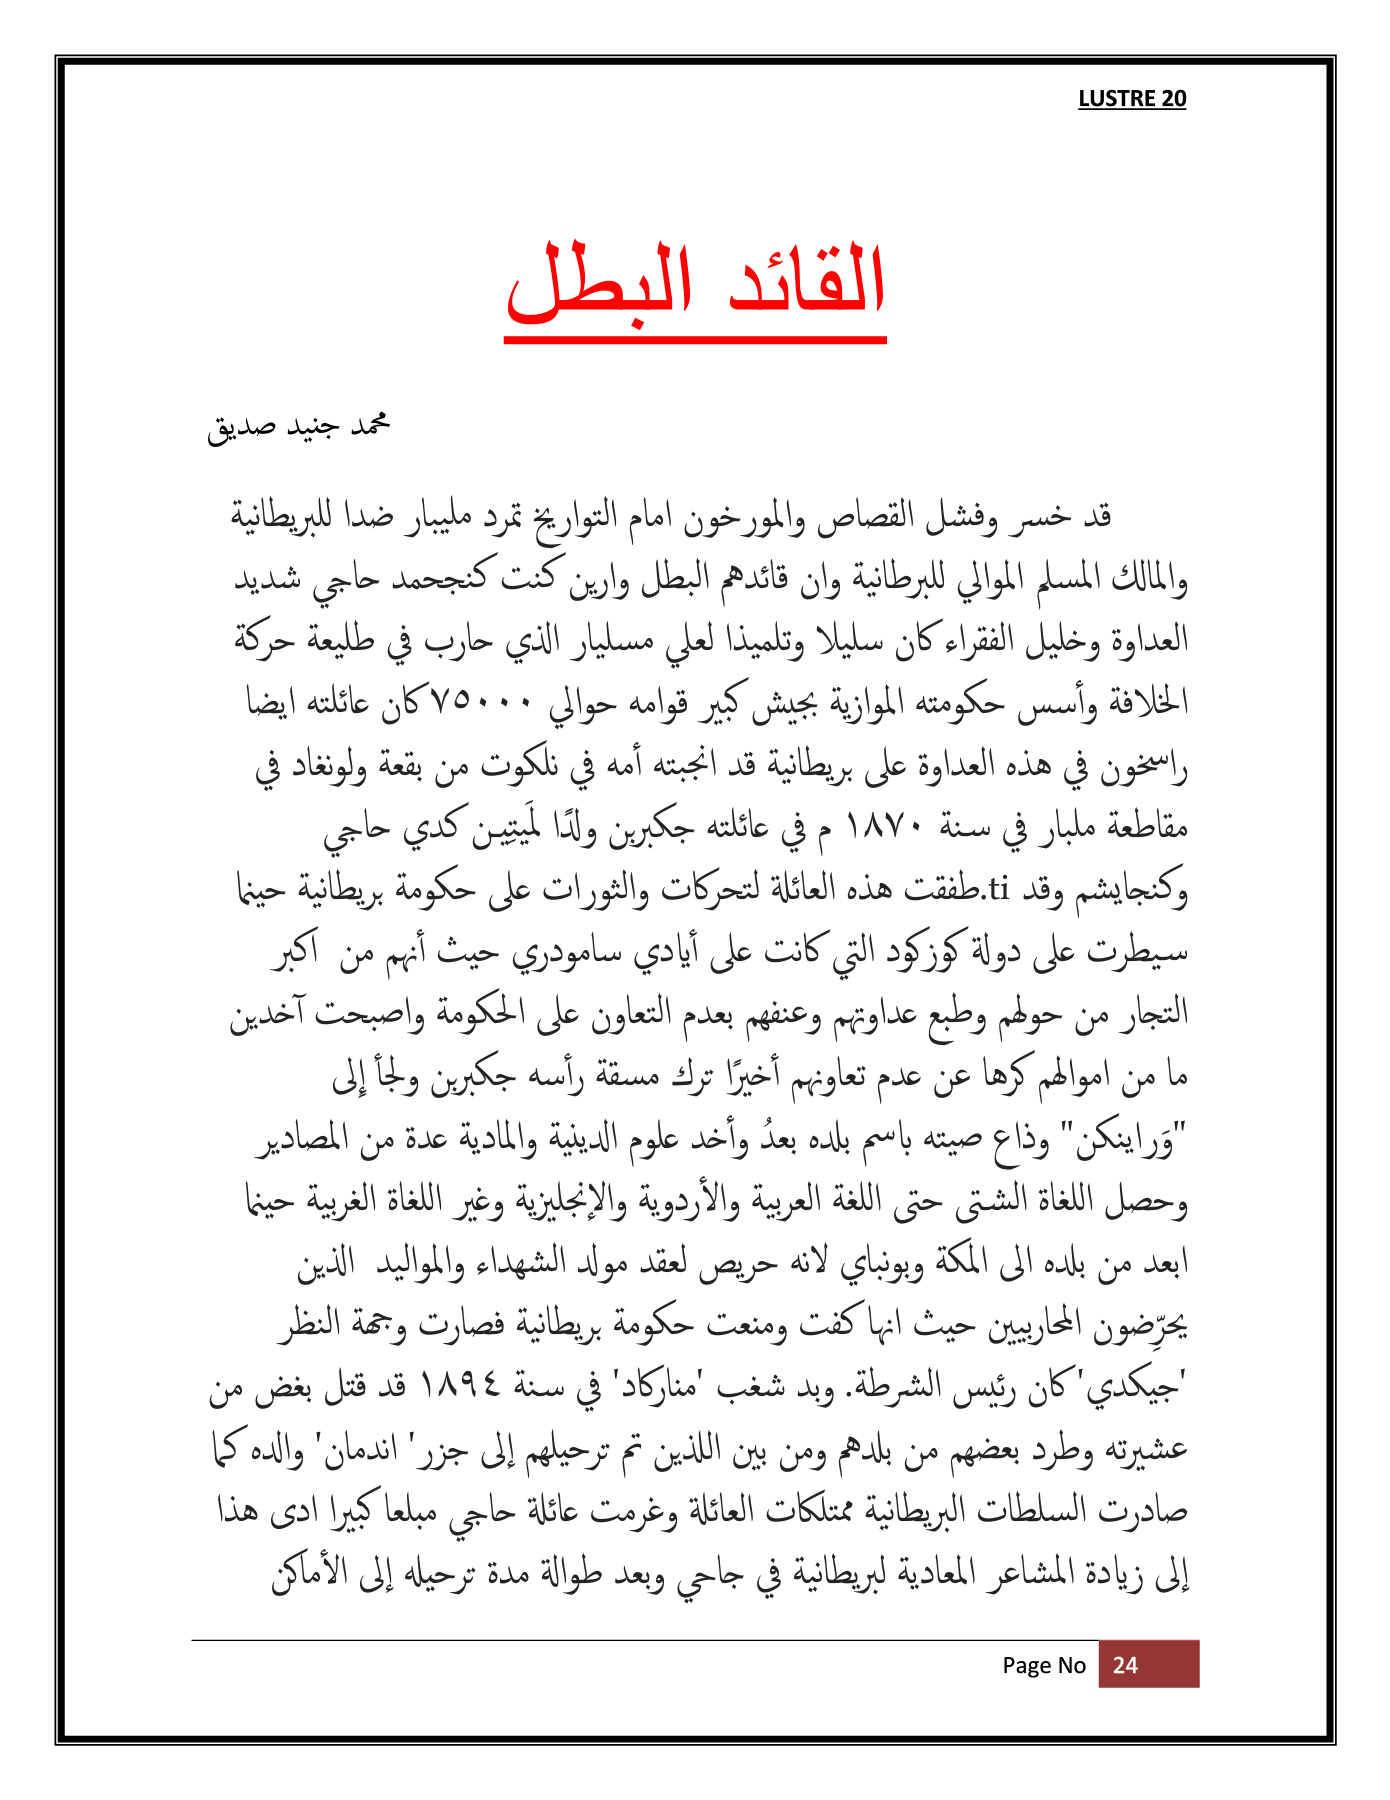 LUSTRE 20
القائد البطل
محمد جنيد صديق
قد خسر وفشل القصاص والمورخون امام التواريخ تمرد مليبار ضدا للبريطانية
والمالك المسلم الموالي للبرطانية وان قائدهم البطل وارين كنت كنجحمد حاجي شديد
العداوة وخليل الفقراء كان سليلا وتلميذا لعلي مسليار الذي حارب في طليعة حركة
الخلافة وأسس حكومته الموازية بجيش كبير قوامه حوالي ٧٥٠٠٠ كان عائلته ايضا
راسخون في هذه العداوة على بريطانية قد انجبته أمه في نلكوت من بقعة ولونغاد في
مقاطعة ملبار في سنة ١٨٧٠ م في عائلته جكبربن ولدًا لمَيتِيين كدي حاجي
وكنجايشم وقد ti.طفقت هذه العائلة لتحركات والثورات على حكومة بريطانية حينما
سيطرت على دولة كوزكود التي كانت على أيادي سامودري حيث أنهم من اكبر
التجار من حولهم وطبع عداوتهم وعنفهم بعدم التعاون على الحكومة واصبحت آخدين
ما من اموالهم كرها عن عدم تعاونهم أخيرًا ترك مسقة رأسه جكبربن ولجأ إلى
"وَراينكن" وذاع صيته باسم بلده بعدُ وأخد علوم الدينية والمادية عدة من المصادير
وحصل اللغاة الشتى حتى اللغة العربية والأردوية والإنجليزية وغير اللغاة الغربية حينما
ابعد من بلده الى المكة وبونباي لانه حريص لعقد مولد الشهداء والمواليد الذين
يحرّضِون المحاربيين حيث انها كفت ومنعت حكومة بريطانية فصارت وجهة النظر
'جيكدي' كان رئيس الشرطة. وبد شغب 'مناركاد' في سنة ١٨٩٤ قد قتل بغض من
عشيرته وطرد بعضهم من بلدهم ومن بين اللذين تم ترحيلهم إلى جزر' اندمان' والده كما
صادرت السلطات البريطانية ممتلكات العائلة وغرمت عائلة حاجي مبلعا كبيرا ادى هذا
إلى زيادة المشاعر المعادية لبريطانية في جاحي وبعد طوالة مدة ترحيله إلى الأماكن
Page No 24